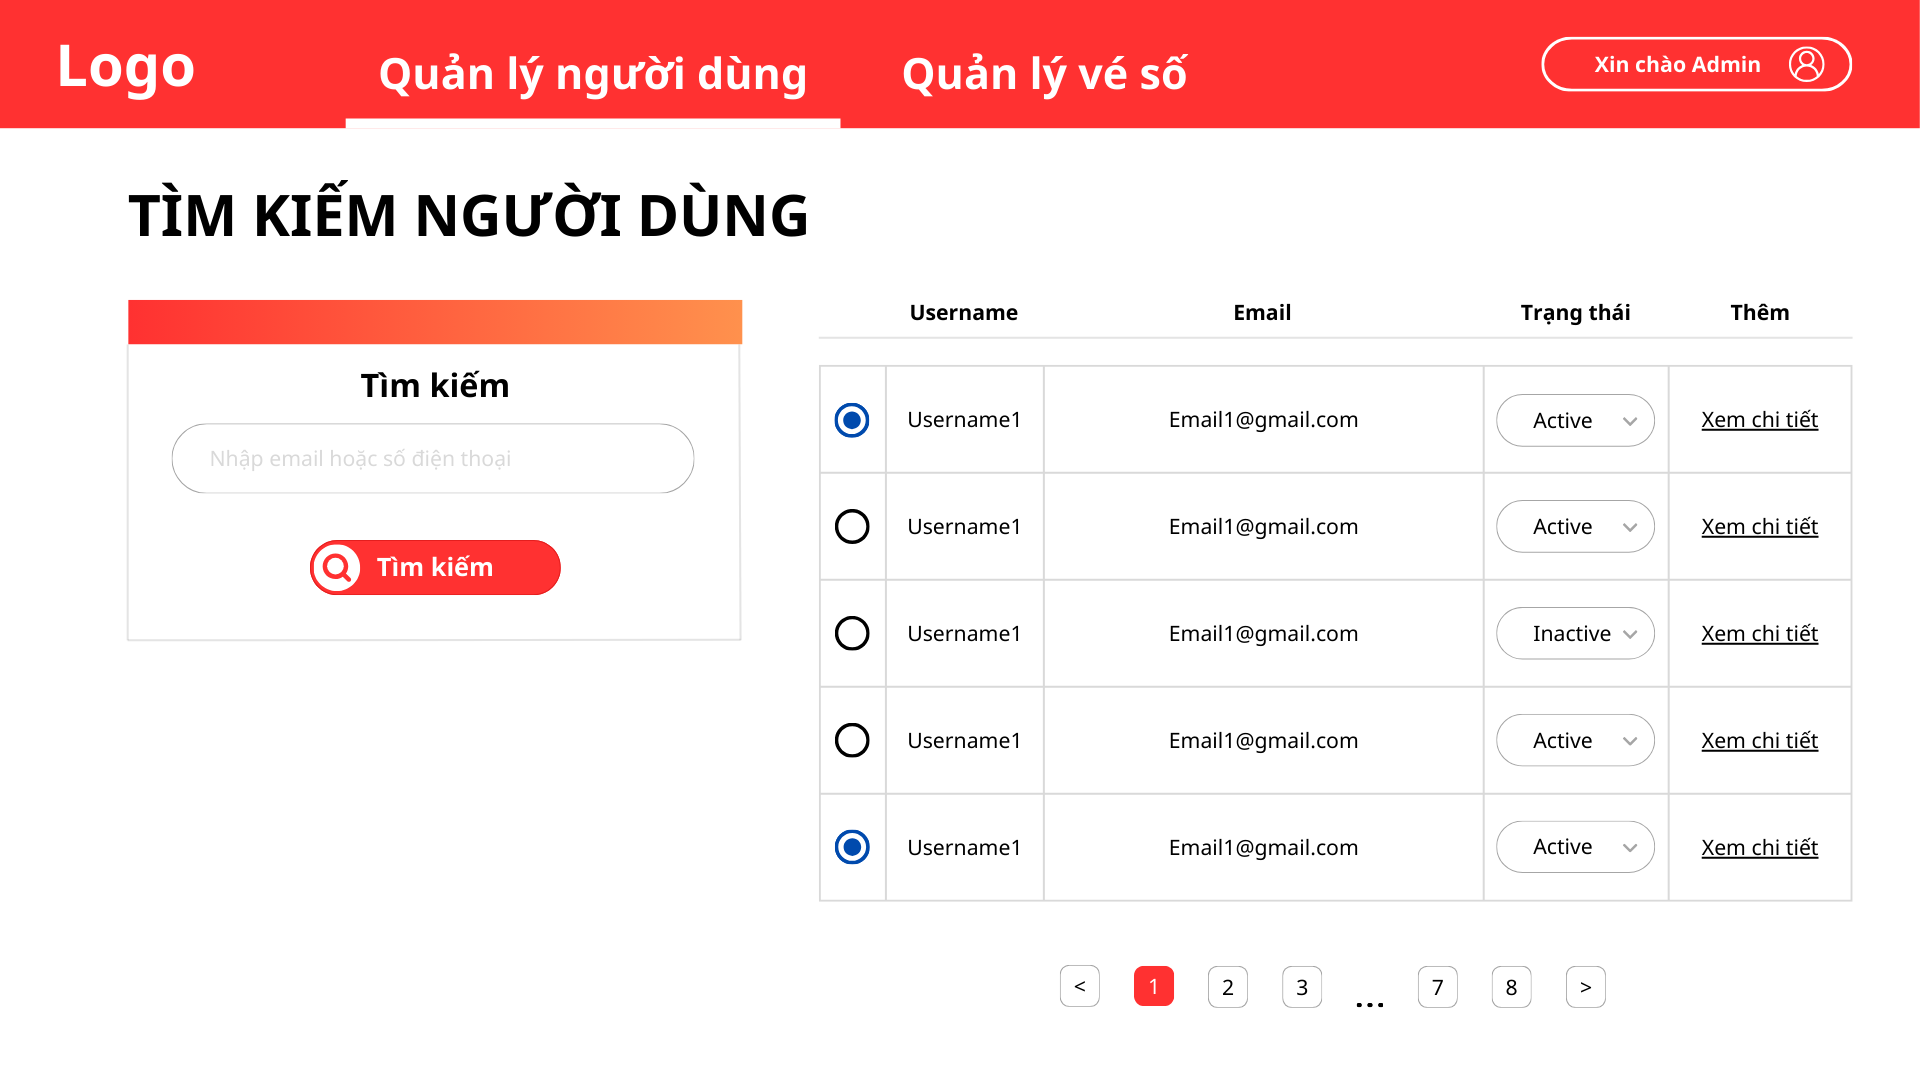 Logo
Quản lý người dùng
Quản lý vé số
Xin chào Admin
TÌM KIẾM NGƯỜI DÙNG
Tìm kiếm
Nhập email hoặc số điện thoại
Tìm kiếm
Username Email Trạng thái Thêm
Username1 Email1@gmail.com Active Xem chi tiết
Username1 Email1@gmail.com Active Xem chi tiết
Username1 Email1@gmail.com Inactive Xem chi tiết
Username1 Email1@gmail.com Active Xem chi tiết
Username1 Email1@gmail.com Active Xem chi tiết
< 1 2 3 ... 7 8 >